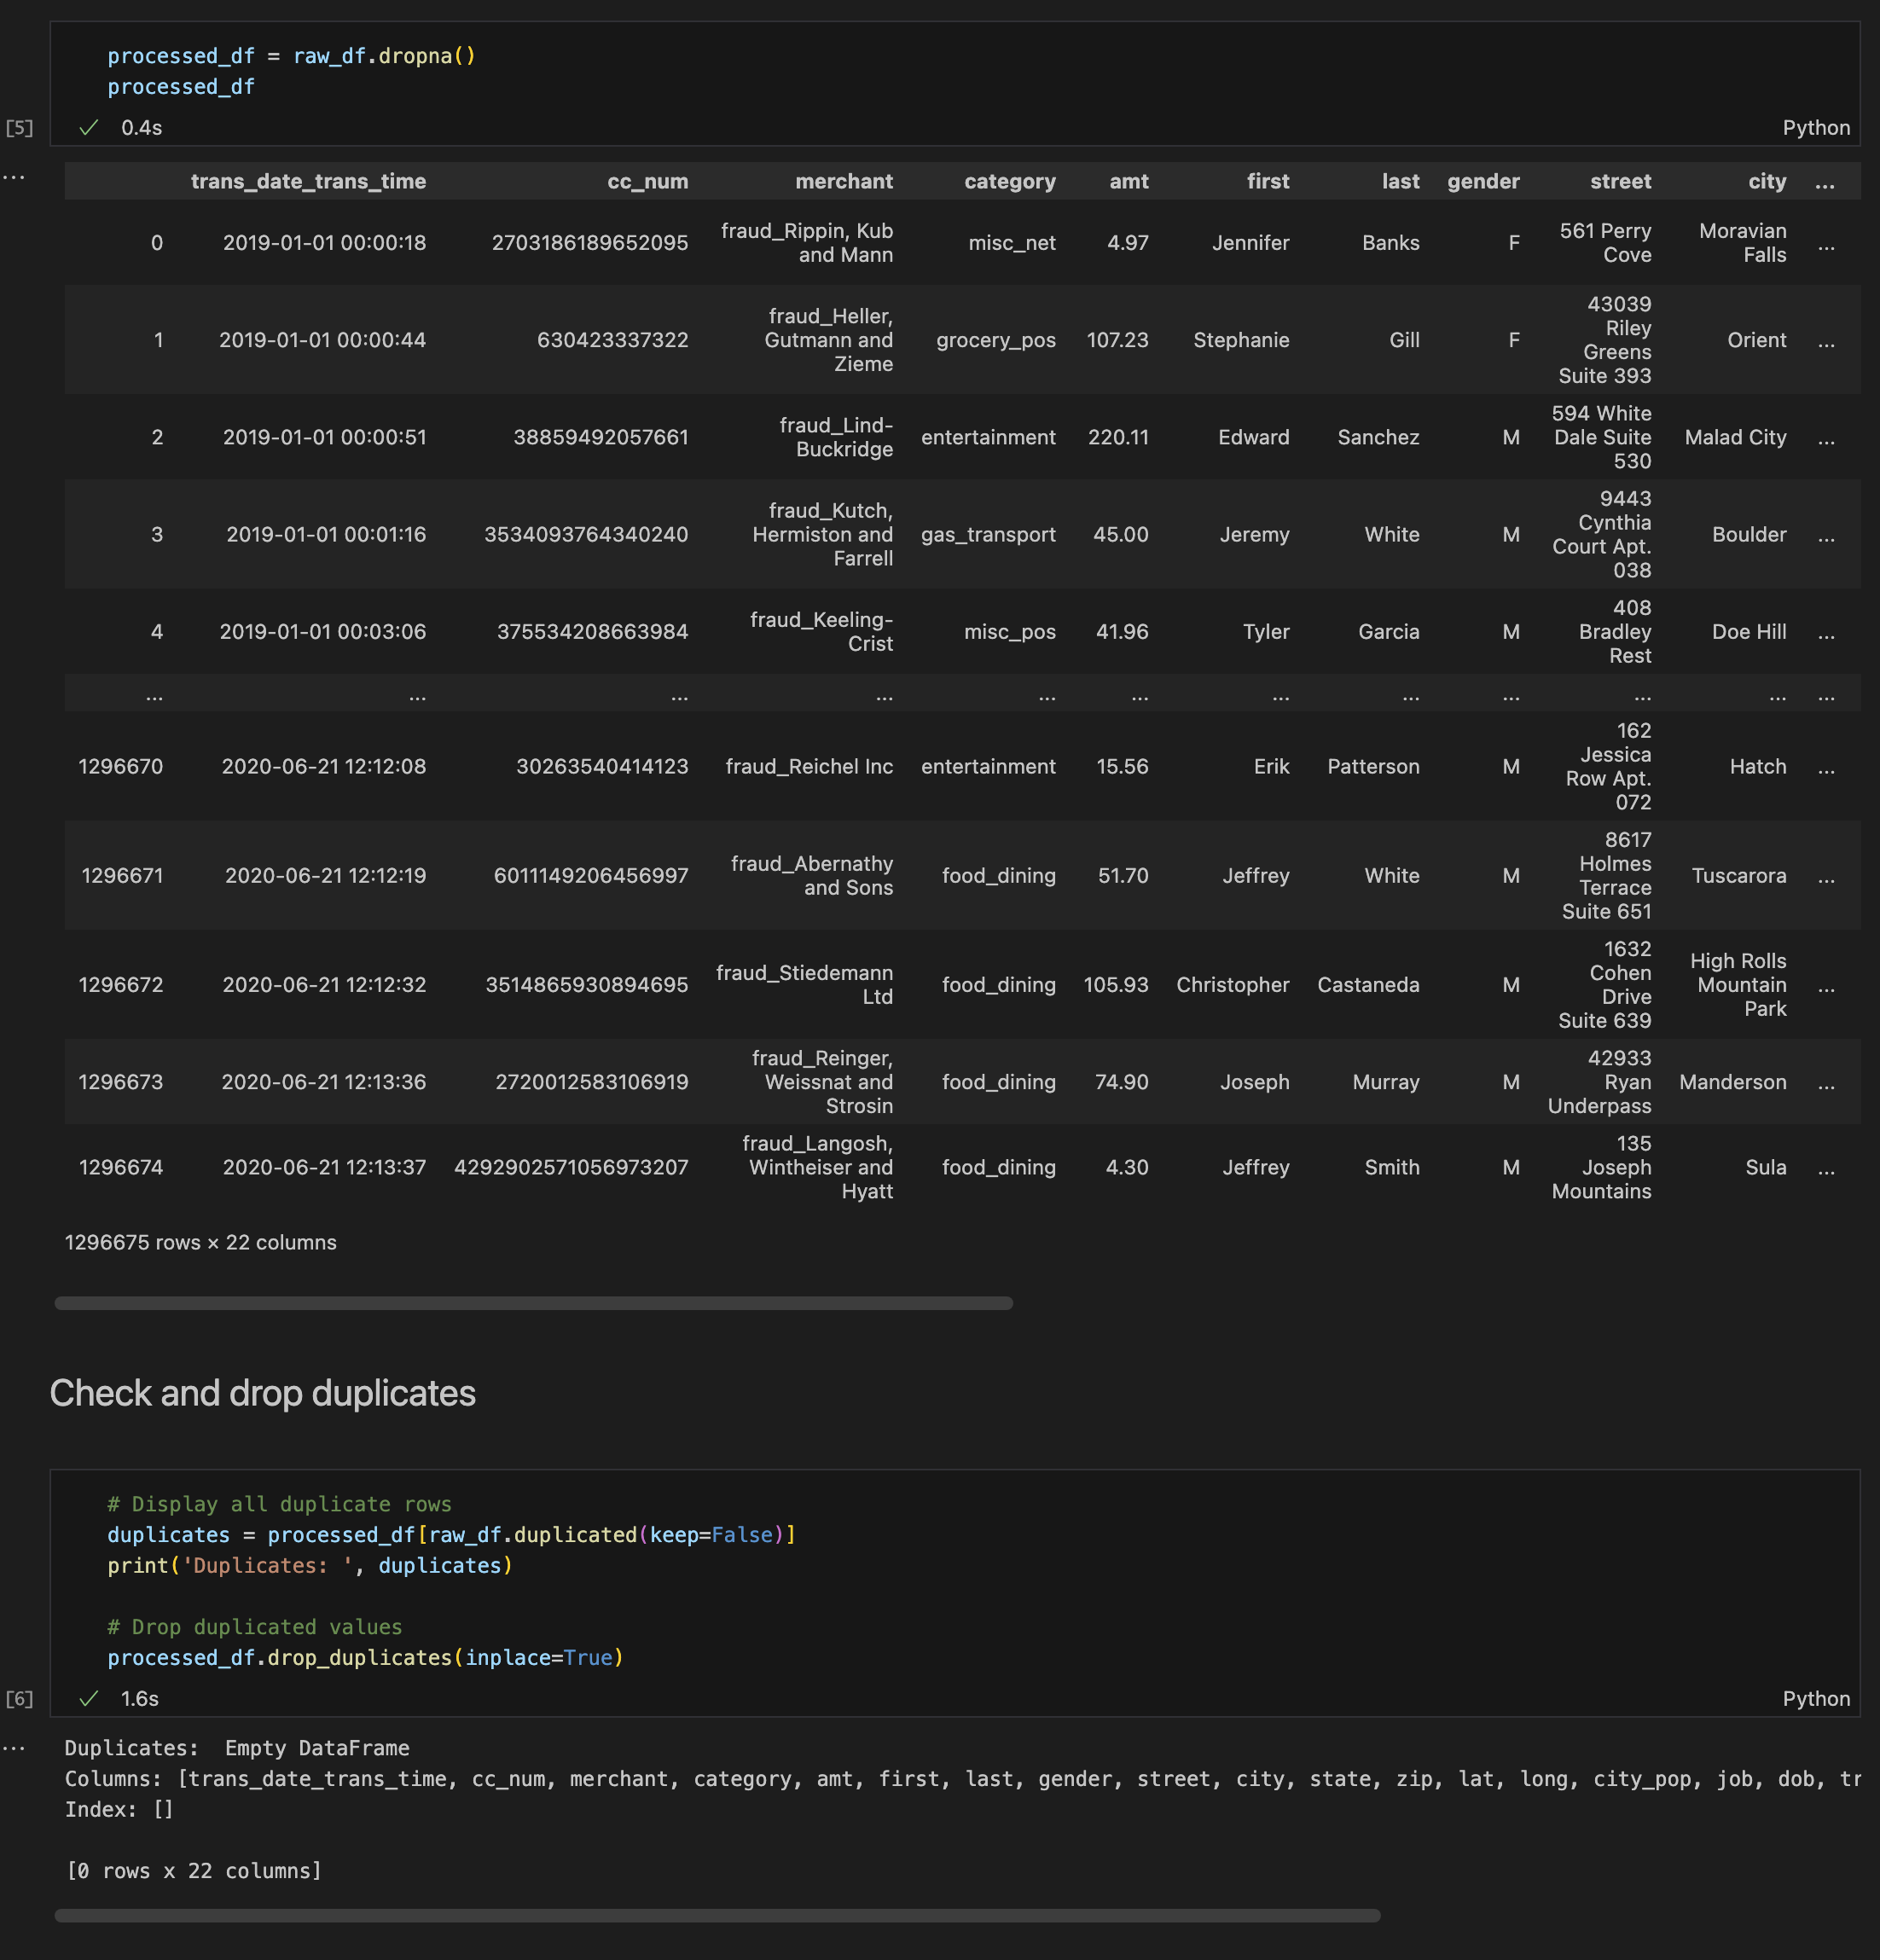 processed_df = raw_df.dropna()
processed_df
[5] ✓ 0.4s Python
...
trans_date_trans_time cc_num merchant category amt first last gender street city ...
0 2019-01-01 00:00:18 2703186189652095 fraud_Rippin, Kub and Mann misc_net 4.97 Jennifer Banks F 561 Perry Cove Moravian Falls ...
1 2019-01-01 00:00:44 630423337322 fraud_Heller, Gutmann and Zieme grocery_pos 107.23 Stephanie Gill F 43039 Riley Greens Suite 393 Orient ...
2 2019-01-01 00:00:51 38859492057661 fraud_Lind-Buckridge entertainment 220.11 Edward Sanchez M 594 White Dale Suite 530 Malad City ...
3 2019-01-01 00:01:16 3534093764340240 fraud_Kutch, Hermiston and Farrell gas_transport 45.00 Jeremy White M 9443 Cynthia Court Apt. 038 Boulder ...
4 2019-01-01 00:03:06 375534208663984 fraud_Keeling-Crist misc_pos 41.96 Tyler Garcia M 408 Bradley Rest Doe Hill ...
... ... ... ... ... ... ... ... ... ... ... ...
1296670 2020-06-21 12:12:08 30263540414123 fraud_Reichel Inc entertainment 15.56 Erik Patterson M 162 Jessica Row Apt. 072 Hatch ...
1296671 2020-06-21 12:12:19 6011149206456997 fraud_Abernathy and Sons food_dining 51.70 Jeffrey White M 8617 Holmes Terrace Suite 651 Tuscarora ...
1296672 2020-06-21 12:12:32 3514865930894695 fraud_Stiedemann Ltd food_dining 105.93 Christopher Castaneda M 1632 Cohen Drive Suite 639 High Rolls Mountain Park ...
1296673 2020-06-21 12:13:36 2720012583106919 fraud_Reinger, Weissnat and Strosin food_dining 74.90 Joseph Murray M 42933 Ryan Underpass Manderson ...
1296674 2020-06-21 12:13:37 4292902571056973207 fraud_Langosh, Wintheiser and Hyatt food_dining 4.30 Jeffrey Smith M 135 Joseph Mountains Sula ...
1296675 rows × 22 columns
Check and drop duplicates
# Display all duplicate rows
duplicates = processed_df[raw_df.duplicated(keep=False)]
print('Duplicates: ', duplicates)
# Drop duplicated values
processed_df.drop_duplicates(inplace=True)
[6] ✓ 1.6s Python
...
Duplicates:  Empty DataFrame
Columns: [trans_date_trans_time, cc_num, merchant, category, amt, first, last, gender, street, city, state, zip, lat, long, city_pop, job, dob, tr
Index: []
[0 rows x 22 columns]